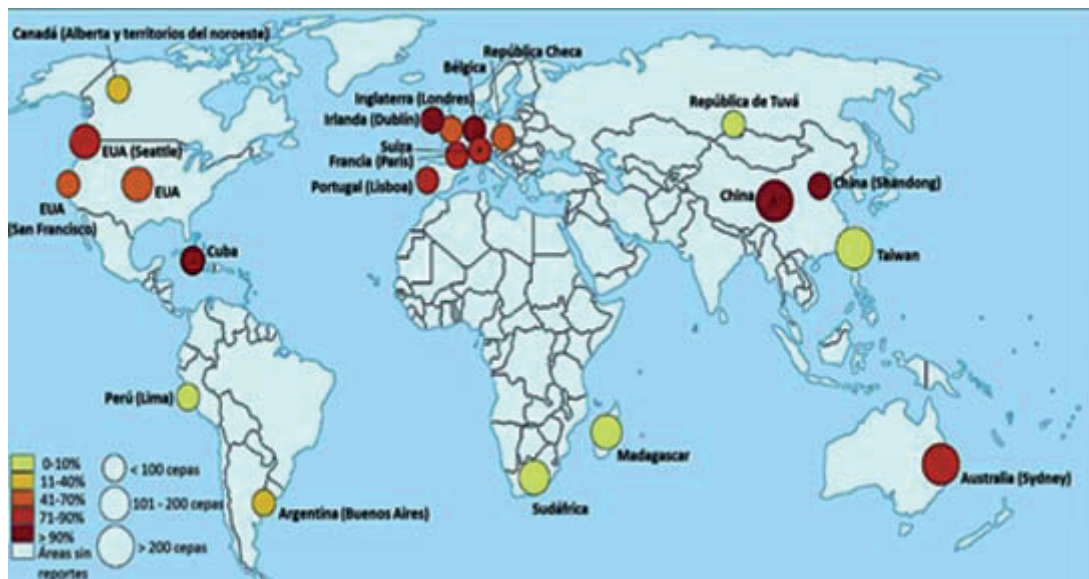 Canadá (Alberta y territorios del noroeste)
República Checa
Bélgica
Inglaterra (Londres)
Irlanda (Dublín)
República de Tuvá
EUA (Seattle)
Suiza
Francia (París)
Portugal (Lisboa)
China (Shandong)
China
EUA
EUA
(San Francisco)
Cuba
Taiwan
Perú (Lima)
Madagascar
Australia (Sydney)
Sudáfrica
Argentina (Buenos Aires)
0-10%
11-40%
41-70%
71-90%
> 90%
Áreas sin
reportes
< 100 cepas
101 - 200 cepas
> 200 cepas